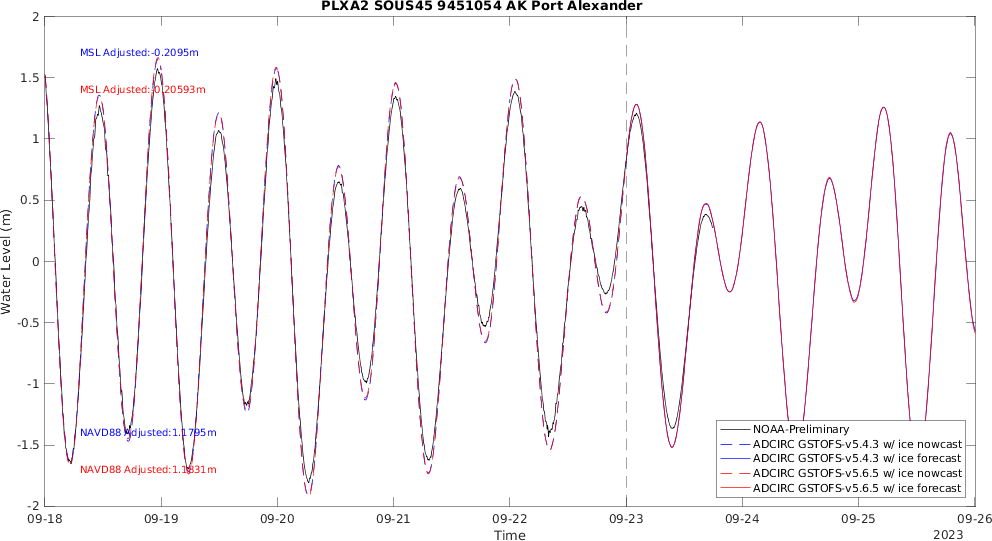 PLXA2 SOUS45 9451054 AK Port Alexander
2
1.5
1
0.5
0
-0.5
-1
-1.5
-2
Water Level (m)
MSL Adjusted:-0.2095m
MSL Adjusted:-0.20593m
NAVD88 Adjusted:1.1795m
NAVD88 Adjusted:1.1831m
NOAA-Preliminary
ADCIRC GSTOFS-v5.4.3 w/ ice nowcast
ADCIRC GSTOFS-v5.4.3 w/ ice forecast
ADCIRC GSTOFS-v5.6.5 w/ ice nowcast
ADCIRC GSTOFS-v5.6.5 w/ ice forecast
09-18 09-19 09-20 09-21 09-22 09-23 09-24 09-25 09-26
Time
2023